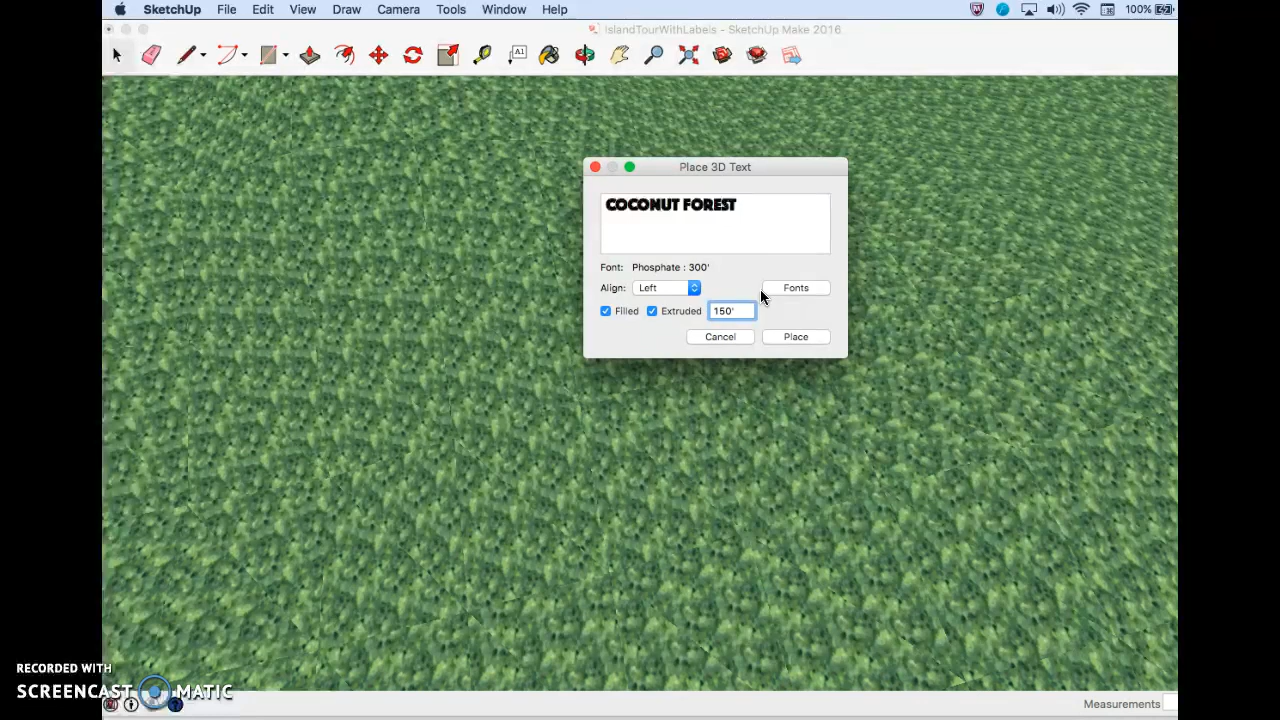 SketchUp File Edit View Draw Camera Tools Window Help 100%
IslandTourWithLabels - SketchUp Make 2016
A1
Place 3D Text
COCONUT FOREST
Font: Phosphate : 300'
Align: Left Fonts
Filled Extruded 150'
Cancel Place
RECORDED WITH
SCREENCAST MATIC
Measurements